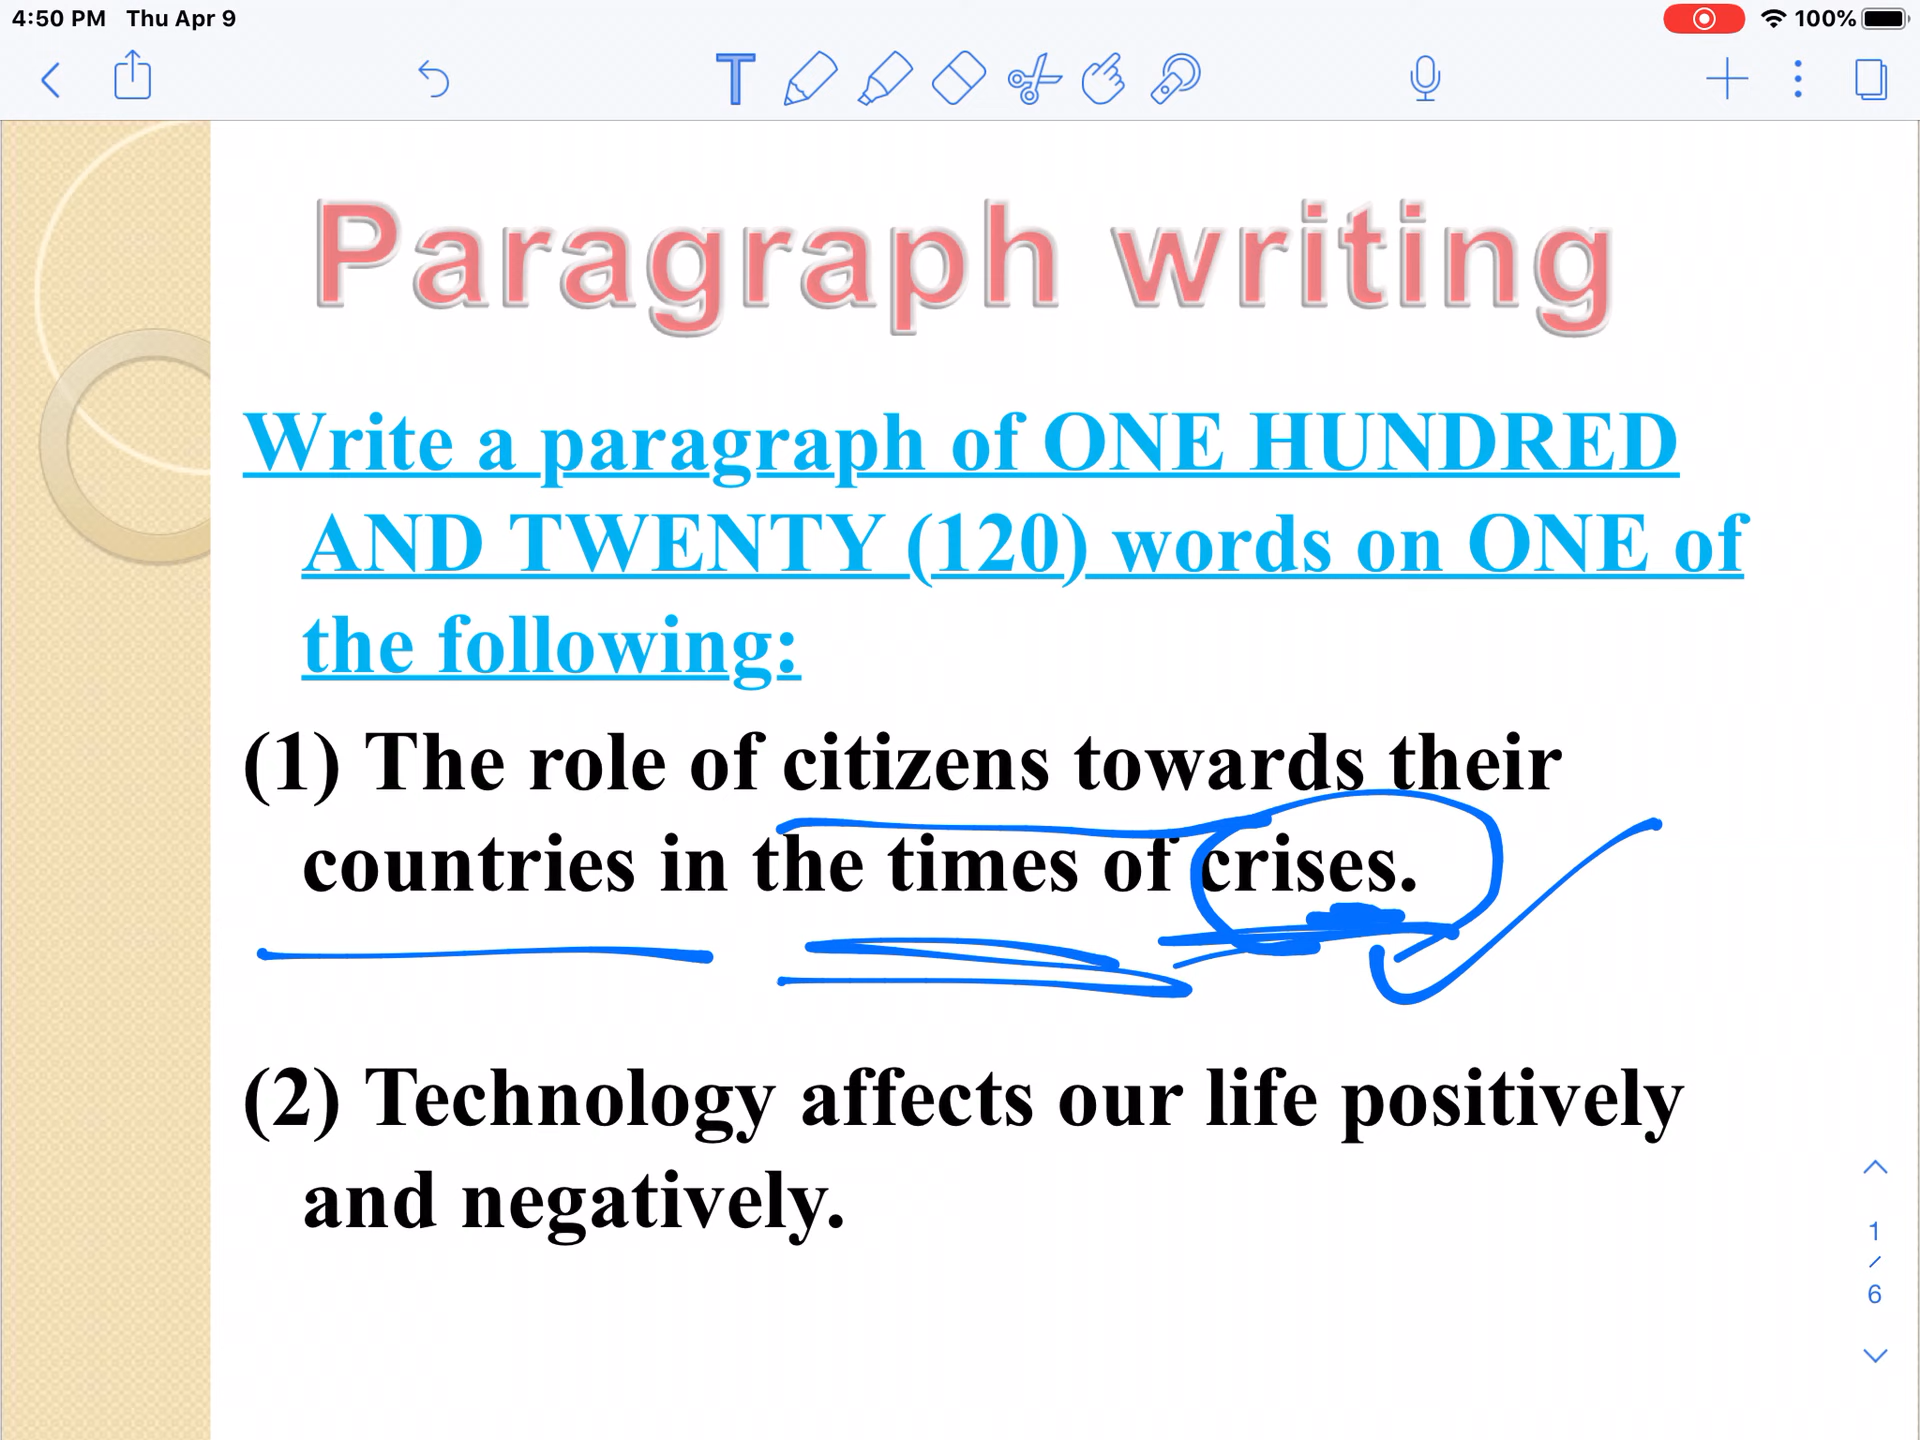 4:50 PM Thu Apr 9
100%
T
Paragraph writing
Write a paragraph of ONE HUNDRED
AND TWENTY (120) words on ONE of
the following:
(1) The role of citizens towards their
countries in the times of crises.
(2) Technology affects our life positively
and negatively.
1
/
6